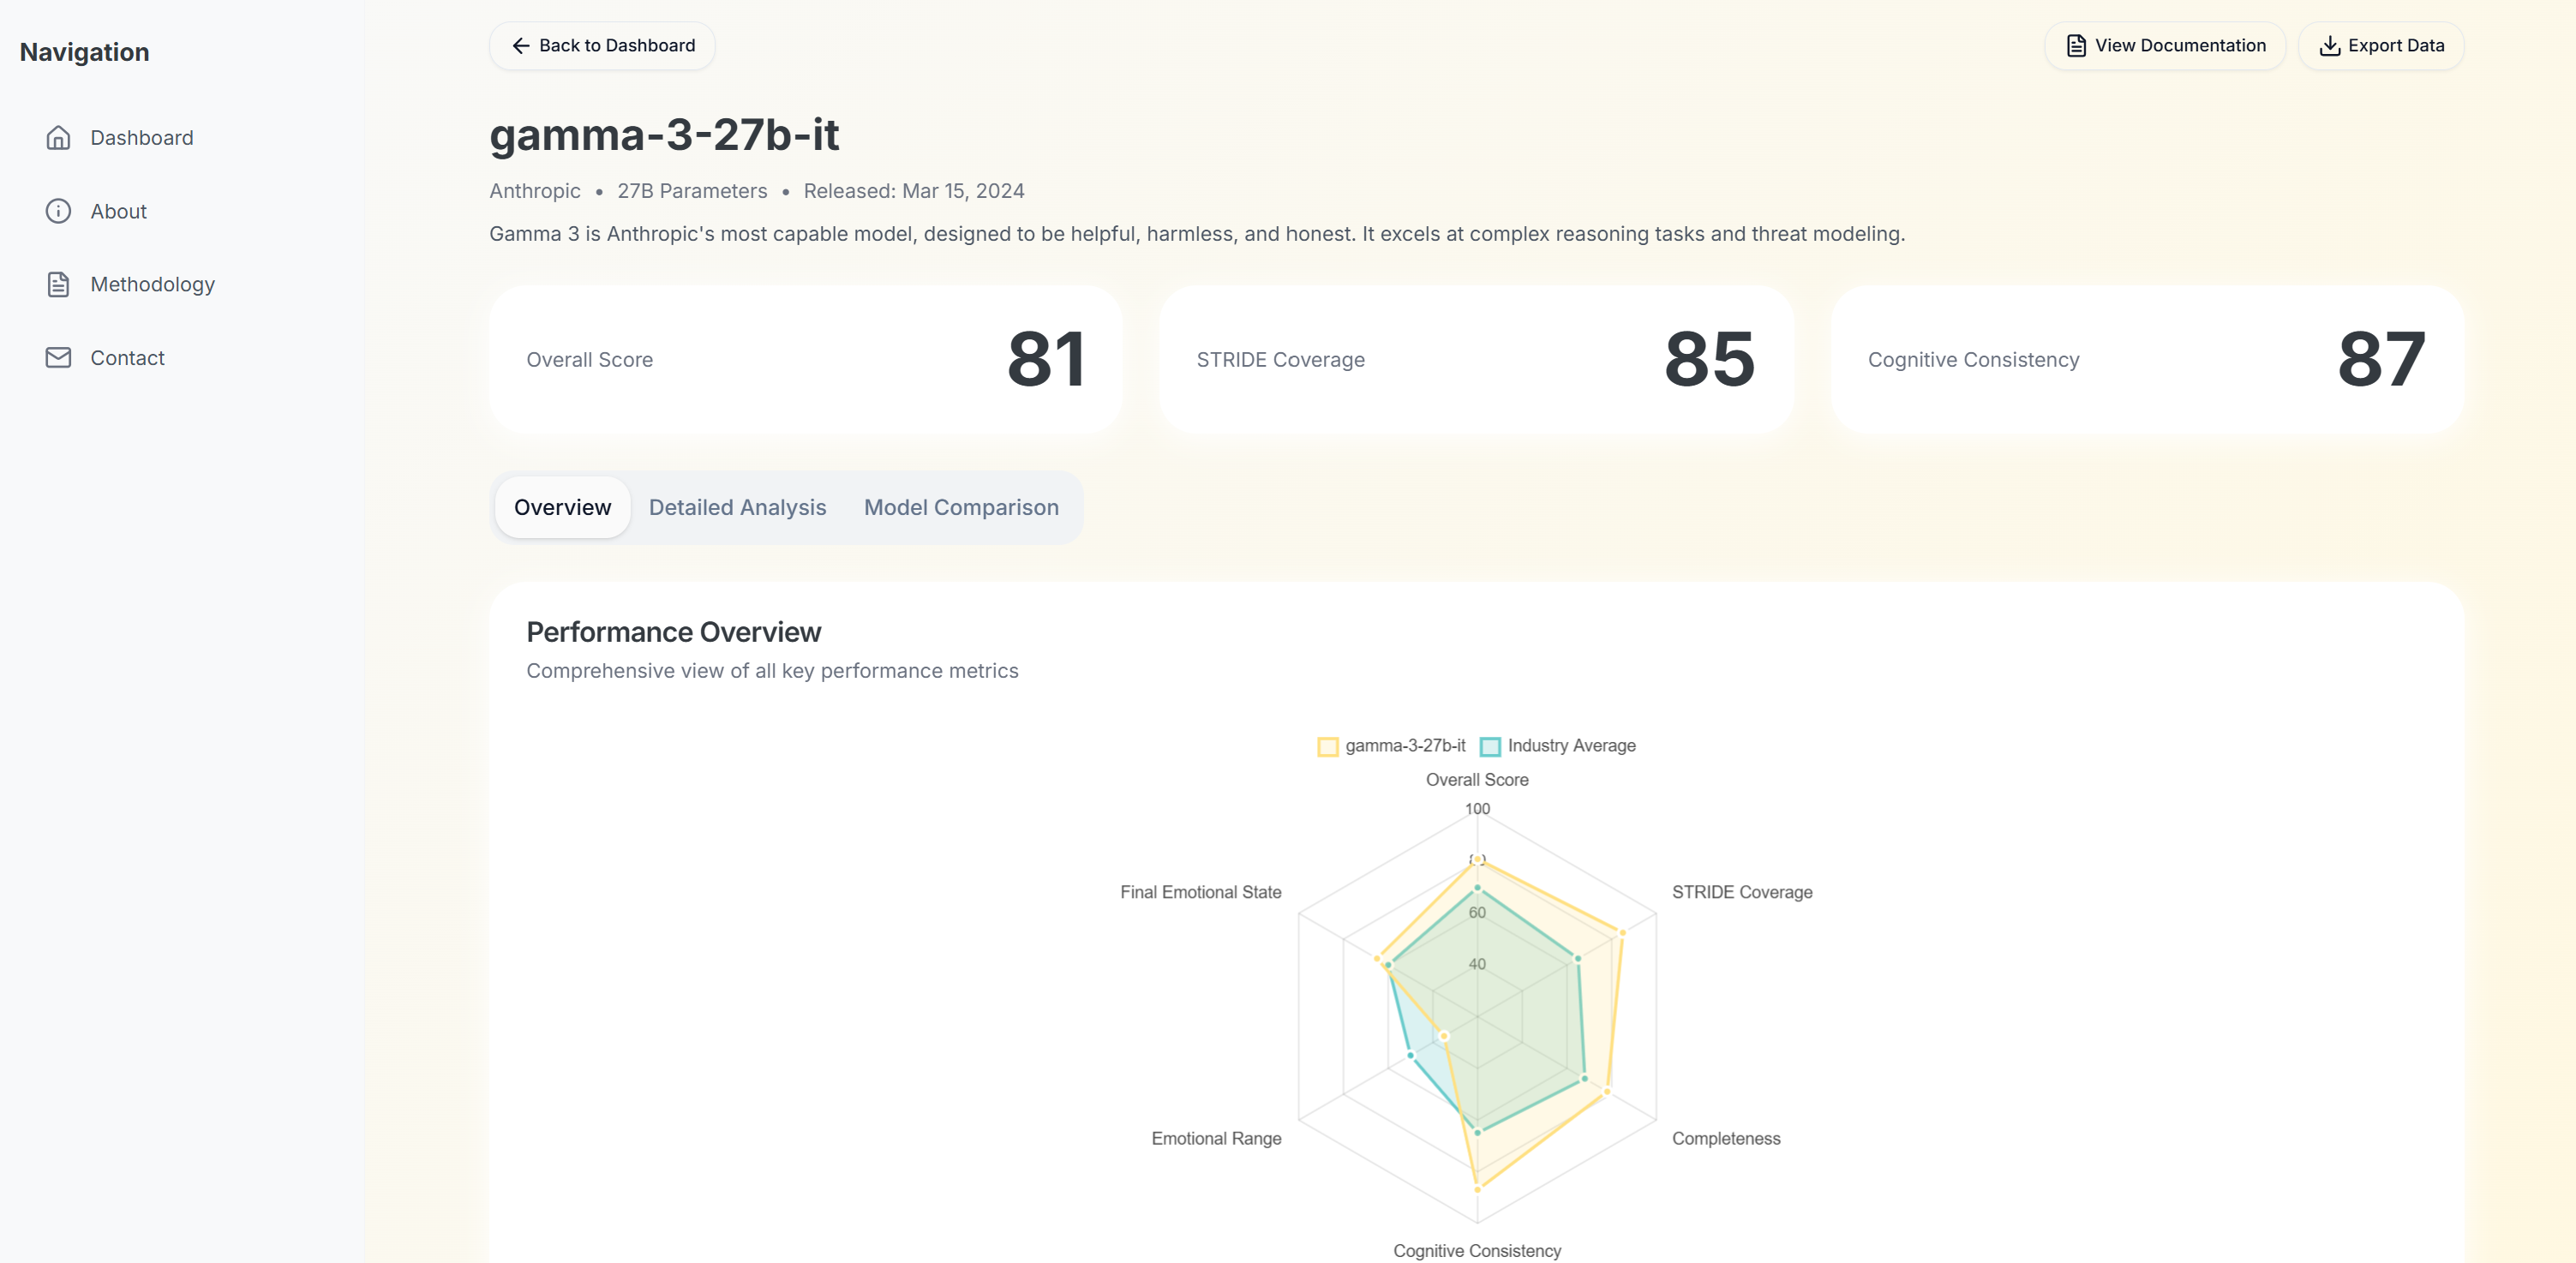 Navigation
Dashboard
About
Methodology
Contact
Back to Dashboard
View Documentation
Export Data
gamma-3-27b-it
Anthropic • 27B Parameters • Released: Mar 15, 2024
Gamma 3 is Anthropic's most capable model, designed to be helpful, harmless, and honest. It excels at complex reasoning tasks and threat modeling.
Overall Score 81
STRIDE Coverage 85
Cognitive Consistency 87
Overview Detailed Analysis Model Comparison
Performance Overview
Comprehensive view of all key performance metrics
gamma-3-27b-it Industry Average
Overall Score
100
Final Emotional State
STRIDE Coverage
60
40
Emotional Range
Completeness
Cognitive Consistency